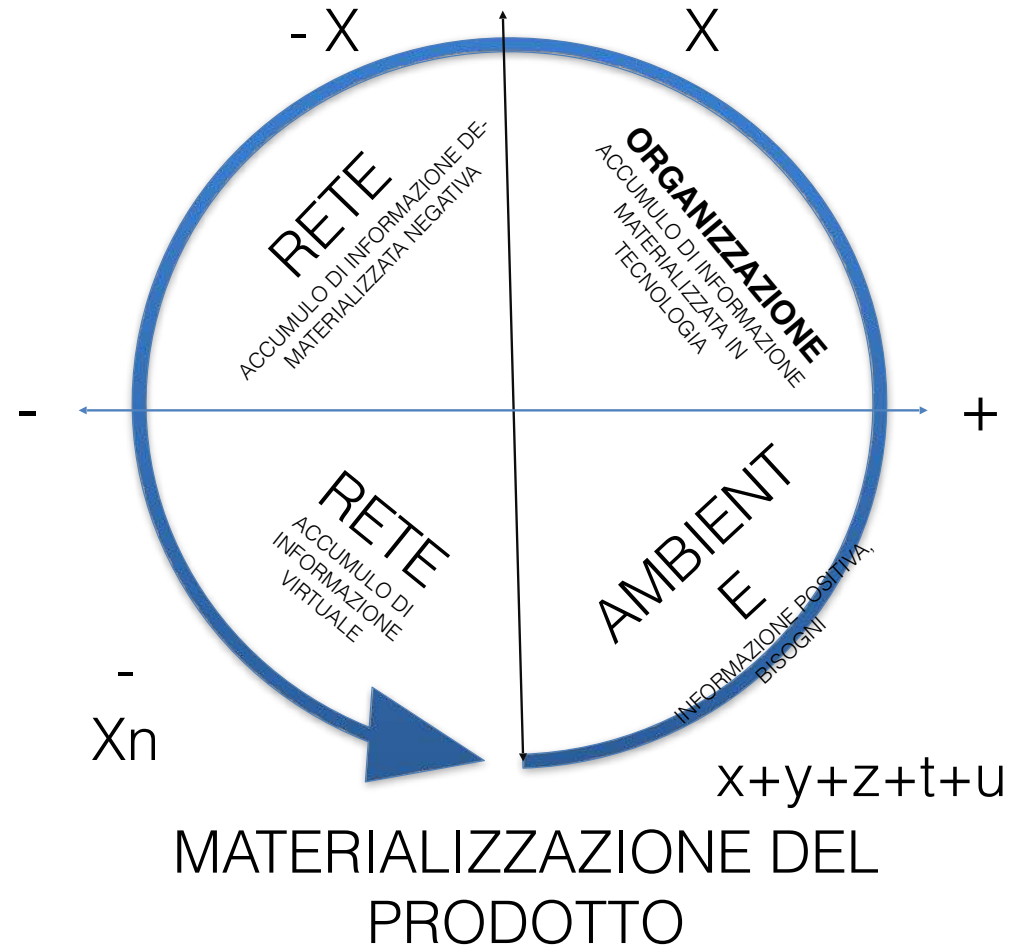 - X
X
RETE
ACCUMULO DI INFORMAZIONE DE-
MATERIALIZZATA NEGATIVA
ORGANIZZAZIONE
ACCUMULO DI INFORMAZIONE
MATERIALIZZATA IN
TECNOLOGIA
-
+
RETE
ACCUMULO DI
INFORMAZIONE
VIRTUALE
AMBIENT
E
INFORMAZIONE POSITIVA,
BISOGNI
-
Xn
x+y+z+t+u
MATERIALIZZAZIONE DEL
PRODOTTO